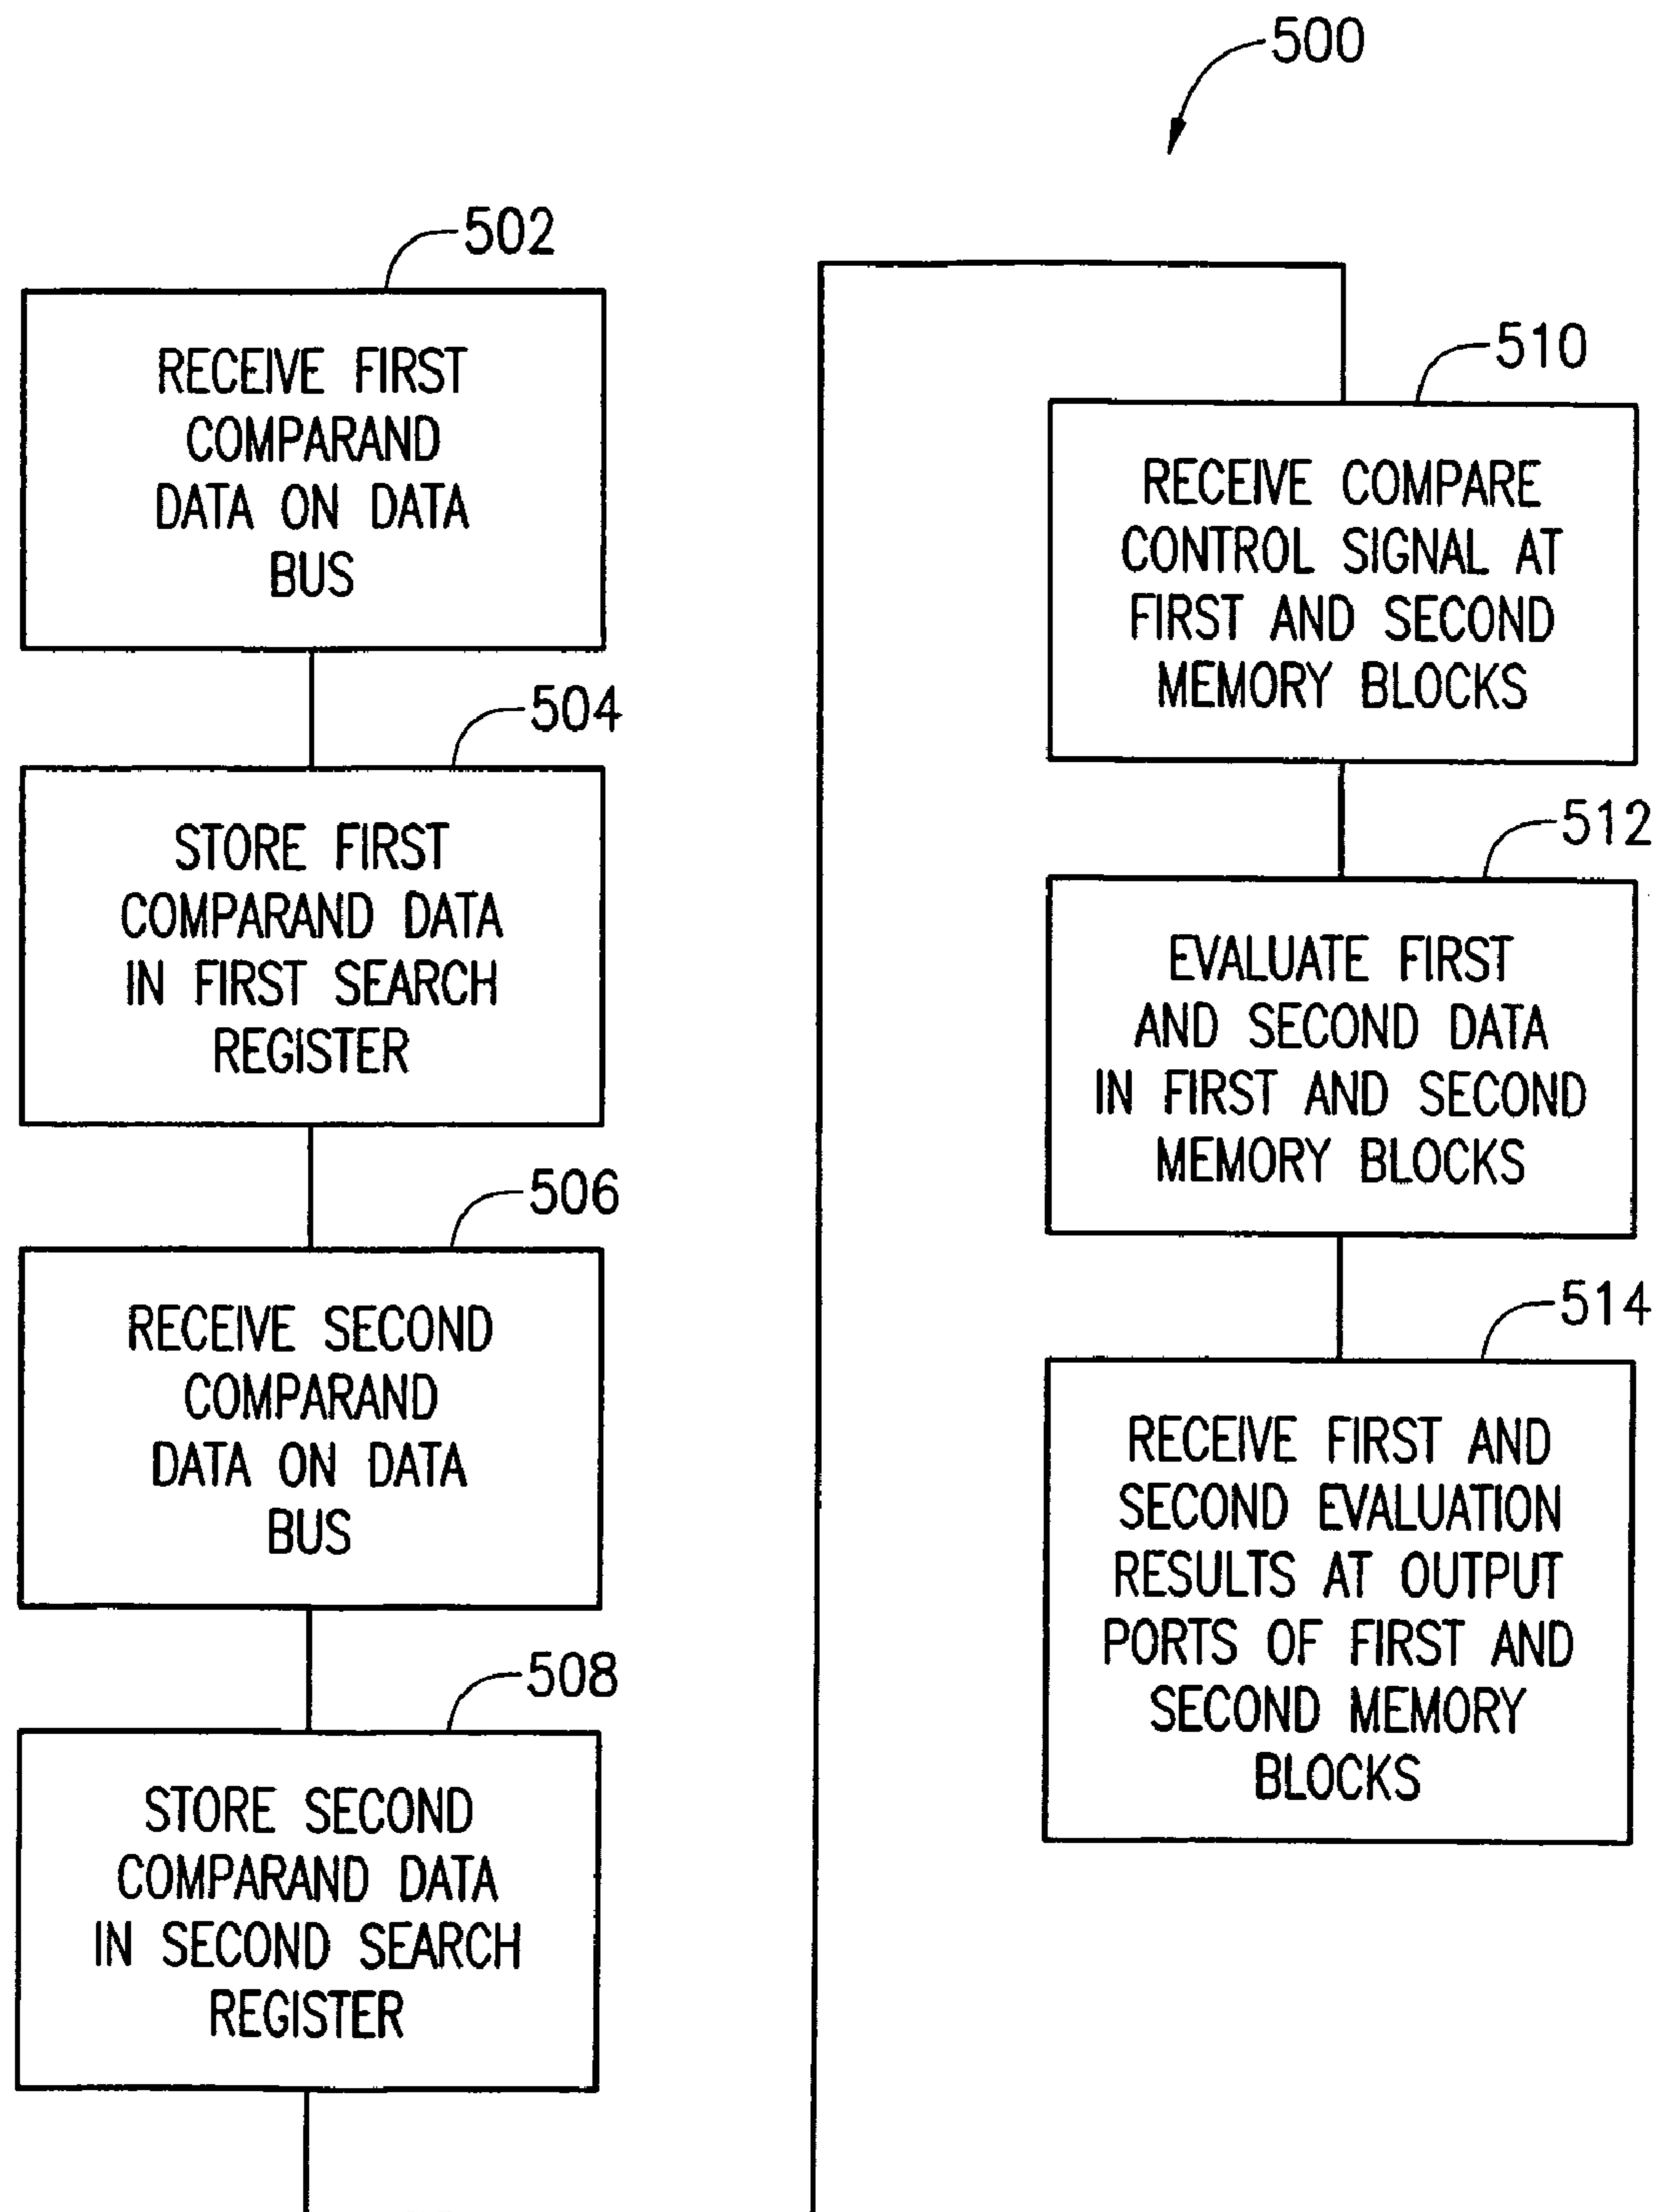 500
502
RECEIVE FIRST
COMPARAND
DATA ON DATA
BUS
504
STORE FIRST
COMPARAND DATA
IN FIRST SEARCH
REGISTER
506
RECEIVE SECOND
COMPARAND
DATA ON DATA
BUS
508
STORE SECOND
COMPARAND DATA
IN SECOND SEARCH
REGISTER
510
RECEIVE COMPARE
CONTROL SIGNAL AT
FIRST AND SECOND
MEMORY BLOCKS
512
EVALUATE FIRST
AND SECOND DATA
IN FIRST AND SECOND
MEMORY BLOCKS
514
RECEIVE FIRST AND
SECOND EVALUATION
RESULTS AT OUTPUT
PORTS OF FIRST AND
SECOND MEMORY
BLOCKS